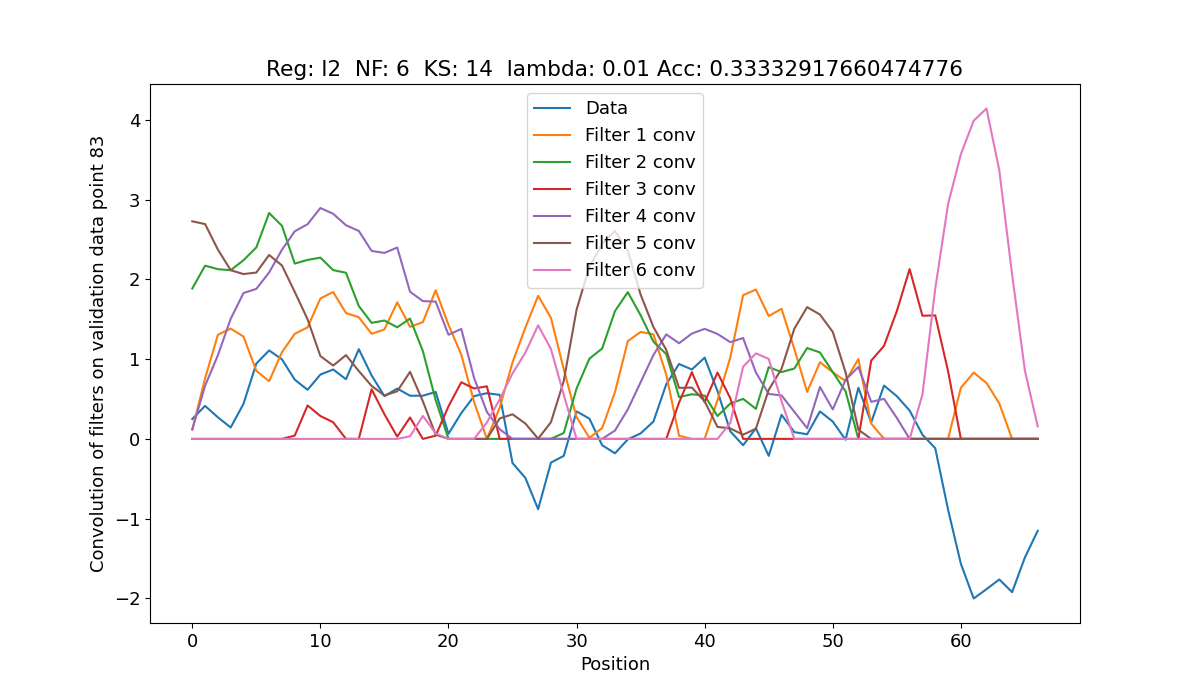 Reg: l2 NF: 6 KS: 14 lambda: 0.01 Acc: 0.33332917660474776
Data
Filter 1 conv
Filter 2 conv
Filter 3 conv
Filter 4 conv
Filter 5 conv
Filter 6 conv
Convolution of filters on validation data point 83
4
3
2
1
0
−1
−2
0 10 20 30 40 50 60
Position